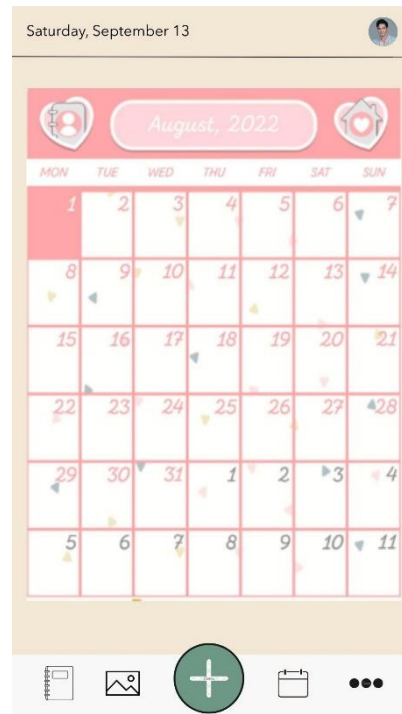 Saturday, September 13
August, 2022
MON TUE WED THU FRI SAT SUN
1 2 3 4 5 6 7
8 9 10 11 12 13 14
15 16 17 18 19 20 21
22 23 24 25 26 27 28
29 30 31 1 2 3 4
5 6 7 8 9 10 11